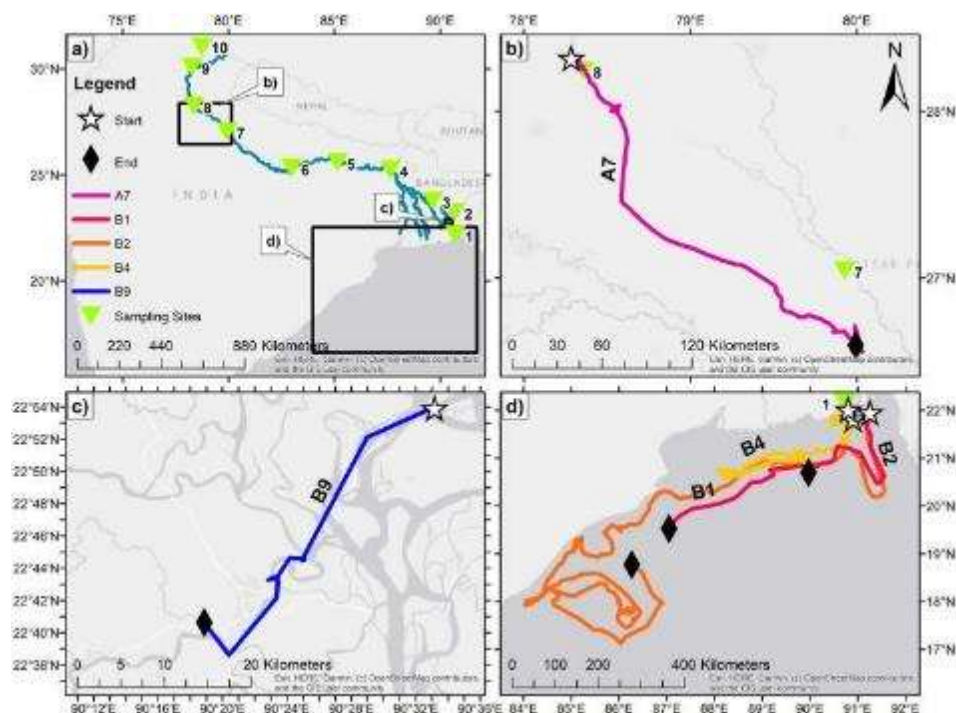 75°E 80°E 85°E 90°E
78°E 79°E 80°E
a)
10
30°N
9
Legend
b)
8
NEPAL
Start
7
BHUTAN
End
6
5
4
25°N
BANGLADESH
INDIA
A7
c)
3
2
B1
d)
1
B2
B4
20°N
B9
Sampling Sites
0 220 440 880 Kilometers
b)
N
8
28°N
A7
7
27°N
0 30 60 120 Kilometers
c)
22°54'N
22°52'N
22°50'N
22°48'N
22°46'N
22°44'N
22°42'N
22°40'N
22°38'N
B9
0 5 10 20 Kilometers
90°12'E 90°20'E 90°24'E 90°32'E 90°36'E
d)
1
22°N
B4
B2
21°N
B1
20°N
19°N
18°N
17°N
0 100 200 400 Kilometers
84°E 85°E 86°E 87°E 88°E 89°E 90°E 91°E 92°E